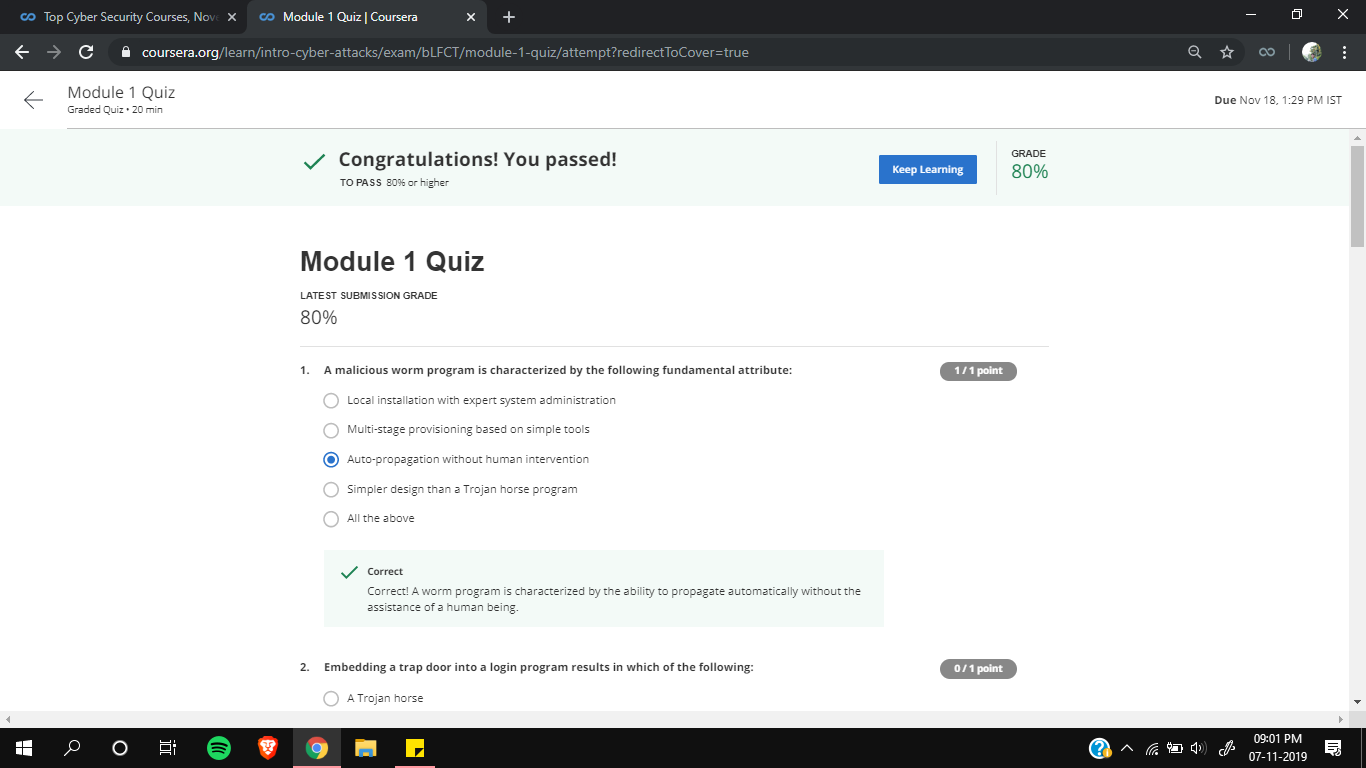 Top Cyber Security Courses, Nov
Module 1 Quiz | Coursera
coursera.org/learn/intro-cyber-attacks/exam/bLFCT/module-1-quiz/attempt?redirectToCover=true
Module 1 Quiz
Graded Quiz • 20 min
Due Nov 18, 1:29 PM IST
Congratulations! You passed!
TO PASS 80% or higher
Keep Learning
GRADE
80%
Module 1 Quiz
LATEST SUBMISSION GRADE
80%
1. A malicious worm program is characterized by the following fundamental attribute:
1 / 1 point
Local installation with expert system administration
Multi-stage provisioning based on simple tools
Auto-propagation without human intervention
Simpler design than a Trojan horse program
All the above
Correct
Correct! A worm program is characterized by the ability to propagate automatically without the
assistance of a human being.
2. Embedding a trap door into a login program results in which of the following:
0 / 1 point
A Trojan horse
09:01 PM
07-11-2019